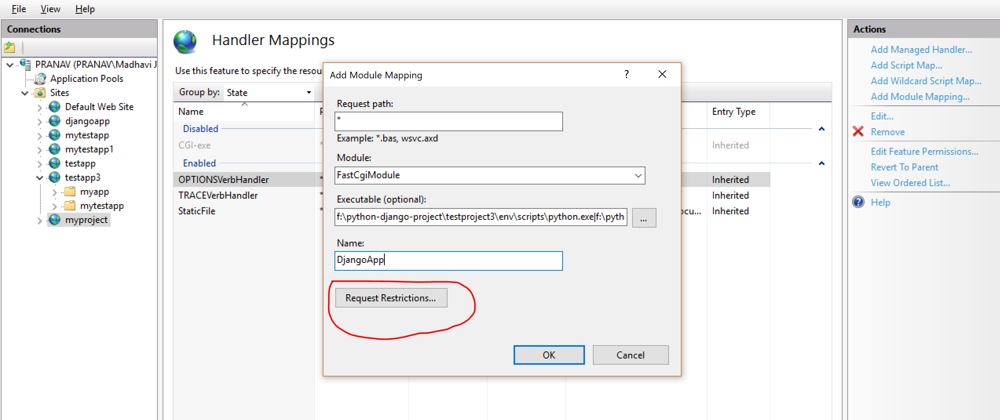 File View Help
Connections
PRANAV (PRANAV\Madhavi J
Application Pools
Sites
Default Web Site
djangoapp
mytestapp
mytestapp1
testapp
testapp3
myapp
mytestapp
myproject
Handler Mappings
Use this feature to specify the resou
Group by: State
Name
Entry Type
Disabled
CGI-exe * Inherited
Enabled
OPTIONSVerbHandler * Inherited
TRACEVerbHandler * Inherited
StaticFile * ocu... Inherited
Add Module Mapping
? 
Request path:
*
Example: *.bas, wsvc.axd
Module:
FastCgiModule
Executable (optional):
f:\python-django-project\testproject3\env\scripts\python.exe|f:\pyth
...
Name:
DjangoApp
Request Restrictions...
OK Cancel
Actions
Add Managed Handler...
Add Script Map...
Add Wildcard Script Map...
Add Module Mapping...
Edit...
Remove
Edit Feature Permissions...
Revert To Parent
View Ordered List...
Help